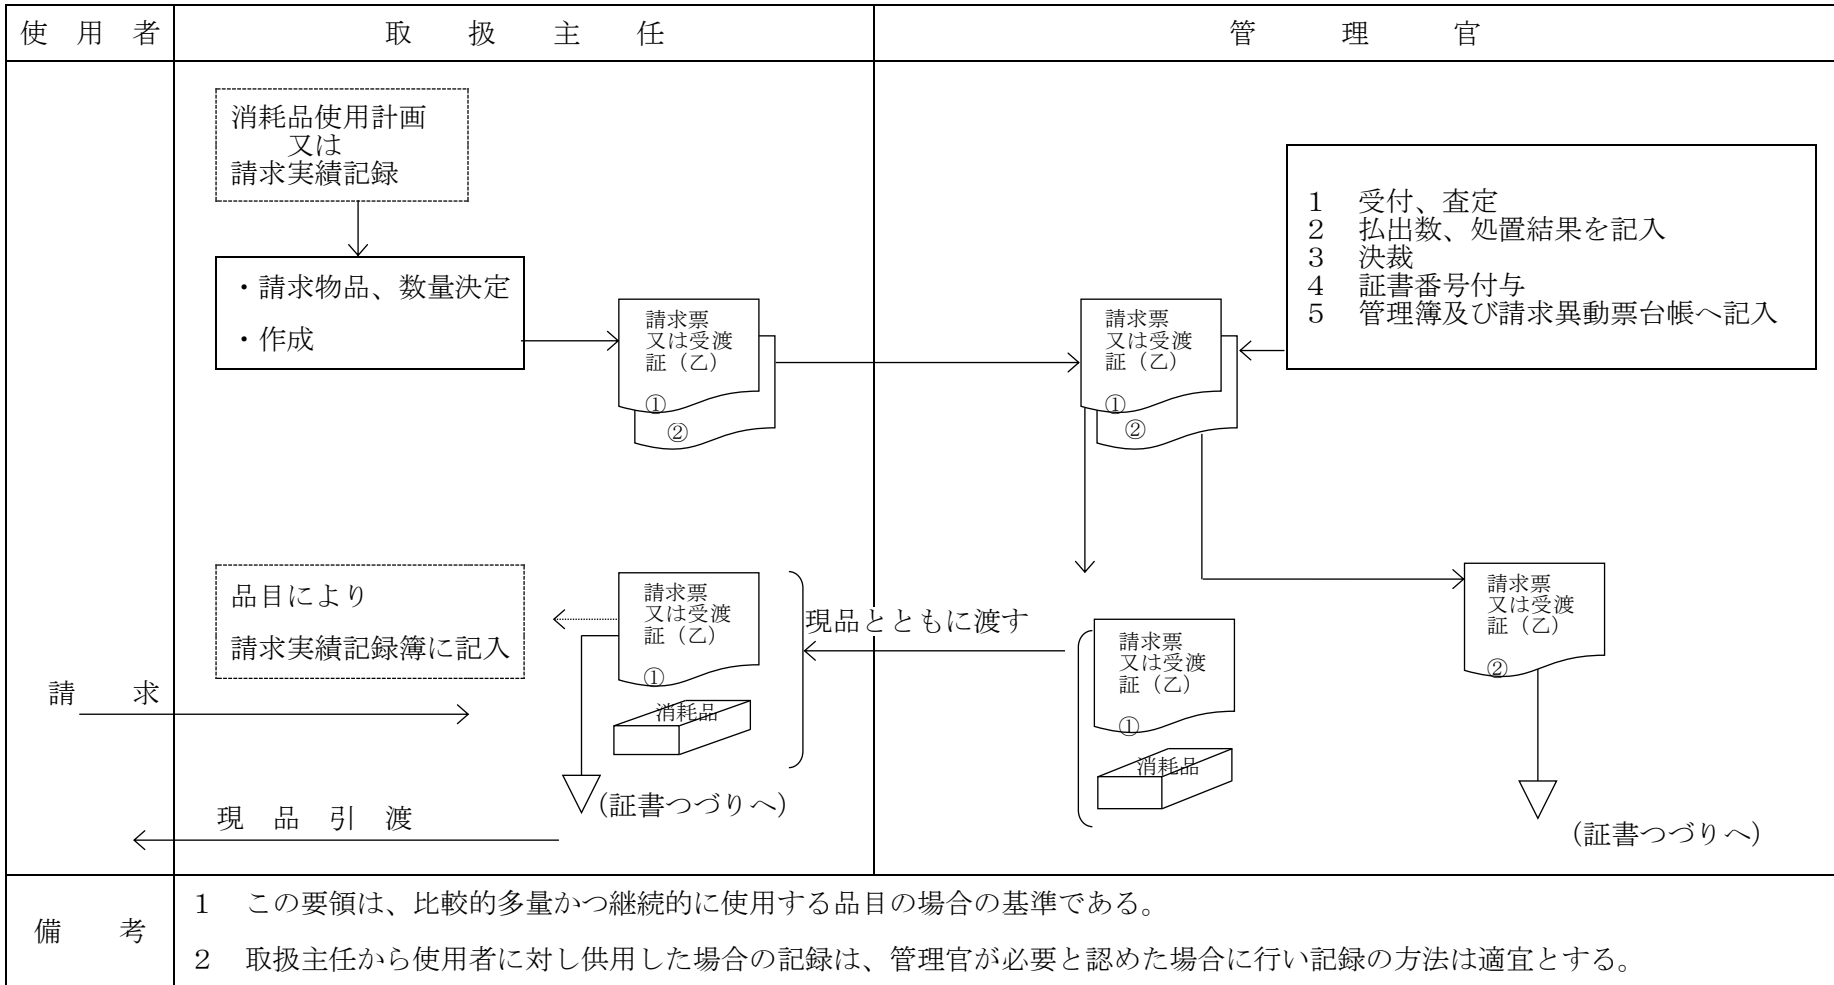 使　用　者
取　扱　主　任
管　理　官
消耗品使用計画
又は
請求実績記録
・請求物品、数量決定
・作成
請求票
又は受渡
証（乙）
①
②
請求票
又は受渡
証（乙）
①
②
1　受付、査定
2　払出数、処置結果を記入
3　決裁
4　証書番号付与
5　管理簿及び請求異動票台帳へ記入
品目により
請求実績記録簿に記入
請求票
又は受渡
証（乙）
①
消耗品
現品とともに渡す
請求票
又は受渡
証（乙）
①
消耗品
請求票
又は受渡
証（乙）
②
請　求
(証書つづりへ)
現　品　引　渡
(証書つづりへ)
備　考
1　この要領は、比較的多量かつ継続的に使用する品目の場合の基準である。
2　取扱主任から使用者に対し供用した場合の記録は、管理官が必要と認めた場合に行い記録の方法は適宜とする。